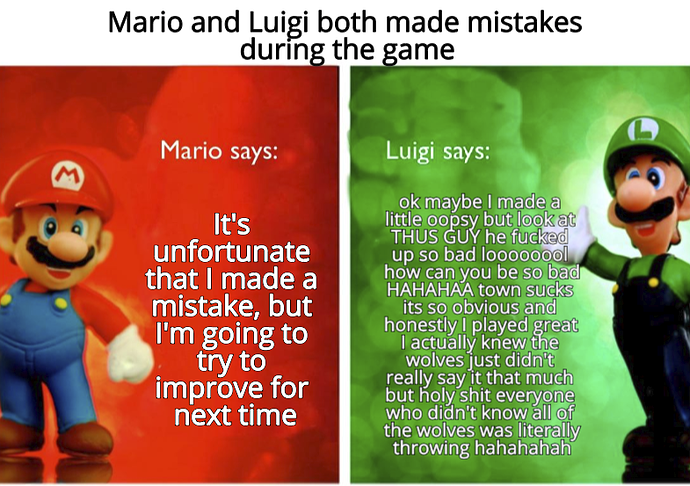 Mario and Luigi both made mistakes
during the game
Mario says:
It's
unfortunate
that I made a
mistake, but
I'm going to
try to
improve for
next time
Luigi says:
ok maybe I made a
little oopsy but look at
THUS GUY he fucked
up so bad loooooool
how can you be so bad
HAHAHAA town sucks
its so obvious and
honestly I played great
I actually knew the
wolves just didn't
really say it that much
but holy shit everyone
who didn't know all of
the wolves was literally
throwing hahahahah
M
L